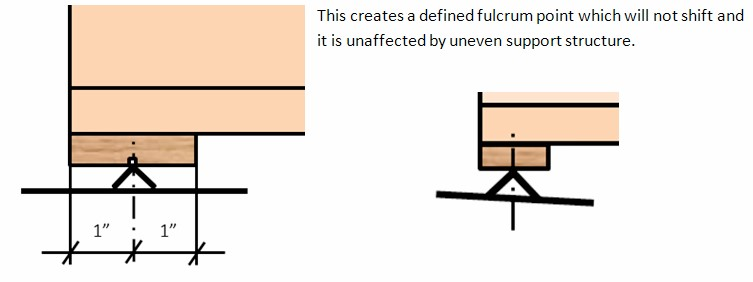 This creates a defined fulcrum point which will not shift and
it is unaffected by uneven support structure.
1” 1”